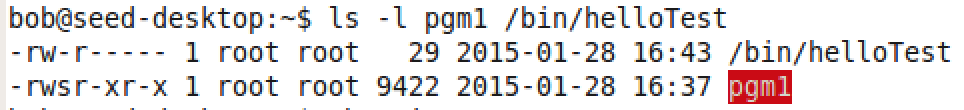 bob@seed-desktop:~$ ls -l pgm1 /bin/helloTest
-rw-r----- 1 root root   29 2015-01-28 16:43 /bin/helloTest
-rwsr-xr-x 1 root root 9422 2015-01-28 16:37 pgm1